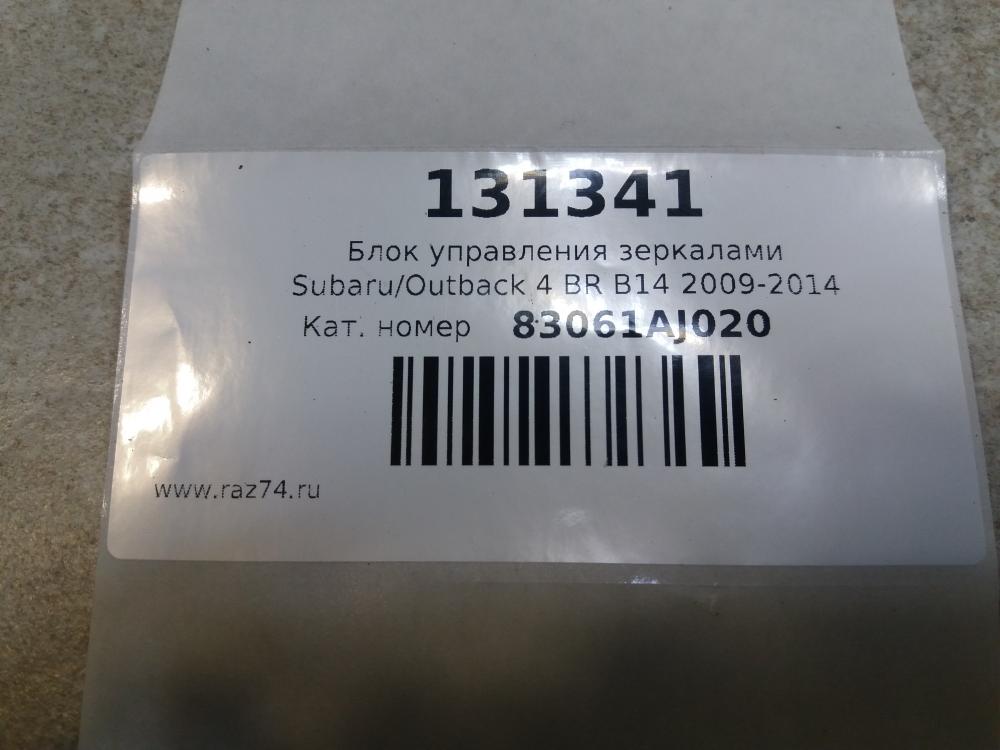 131341
Блок управления зеркалами
Subaru/Outback 4 BR B14 2009-2014
Кат. номер 83061AJ020
www.raz74.ru